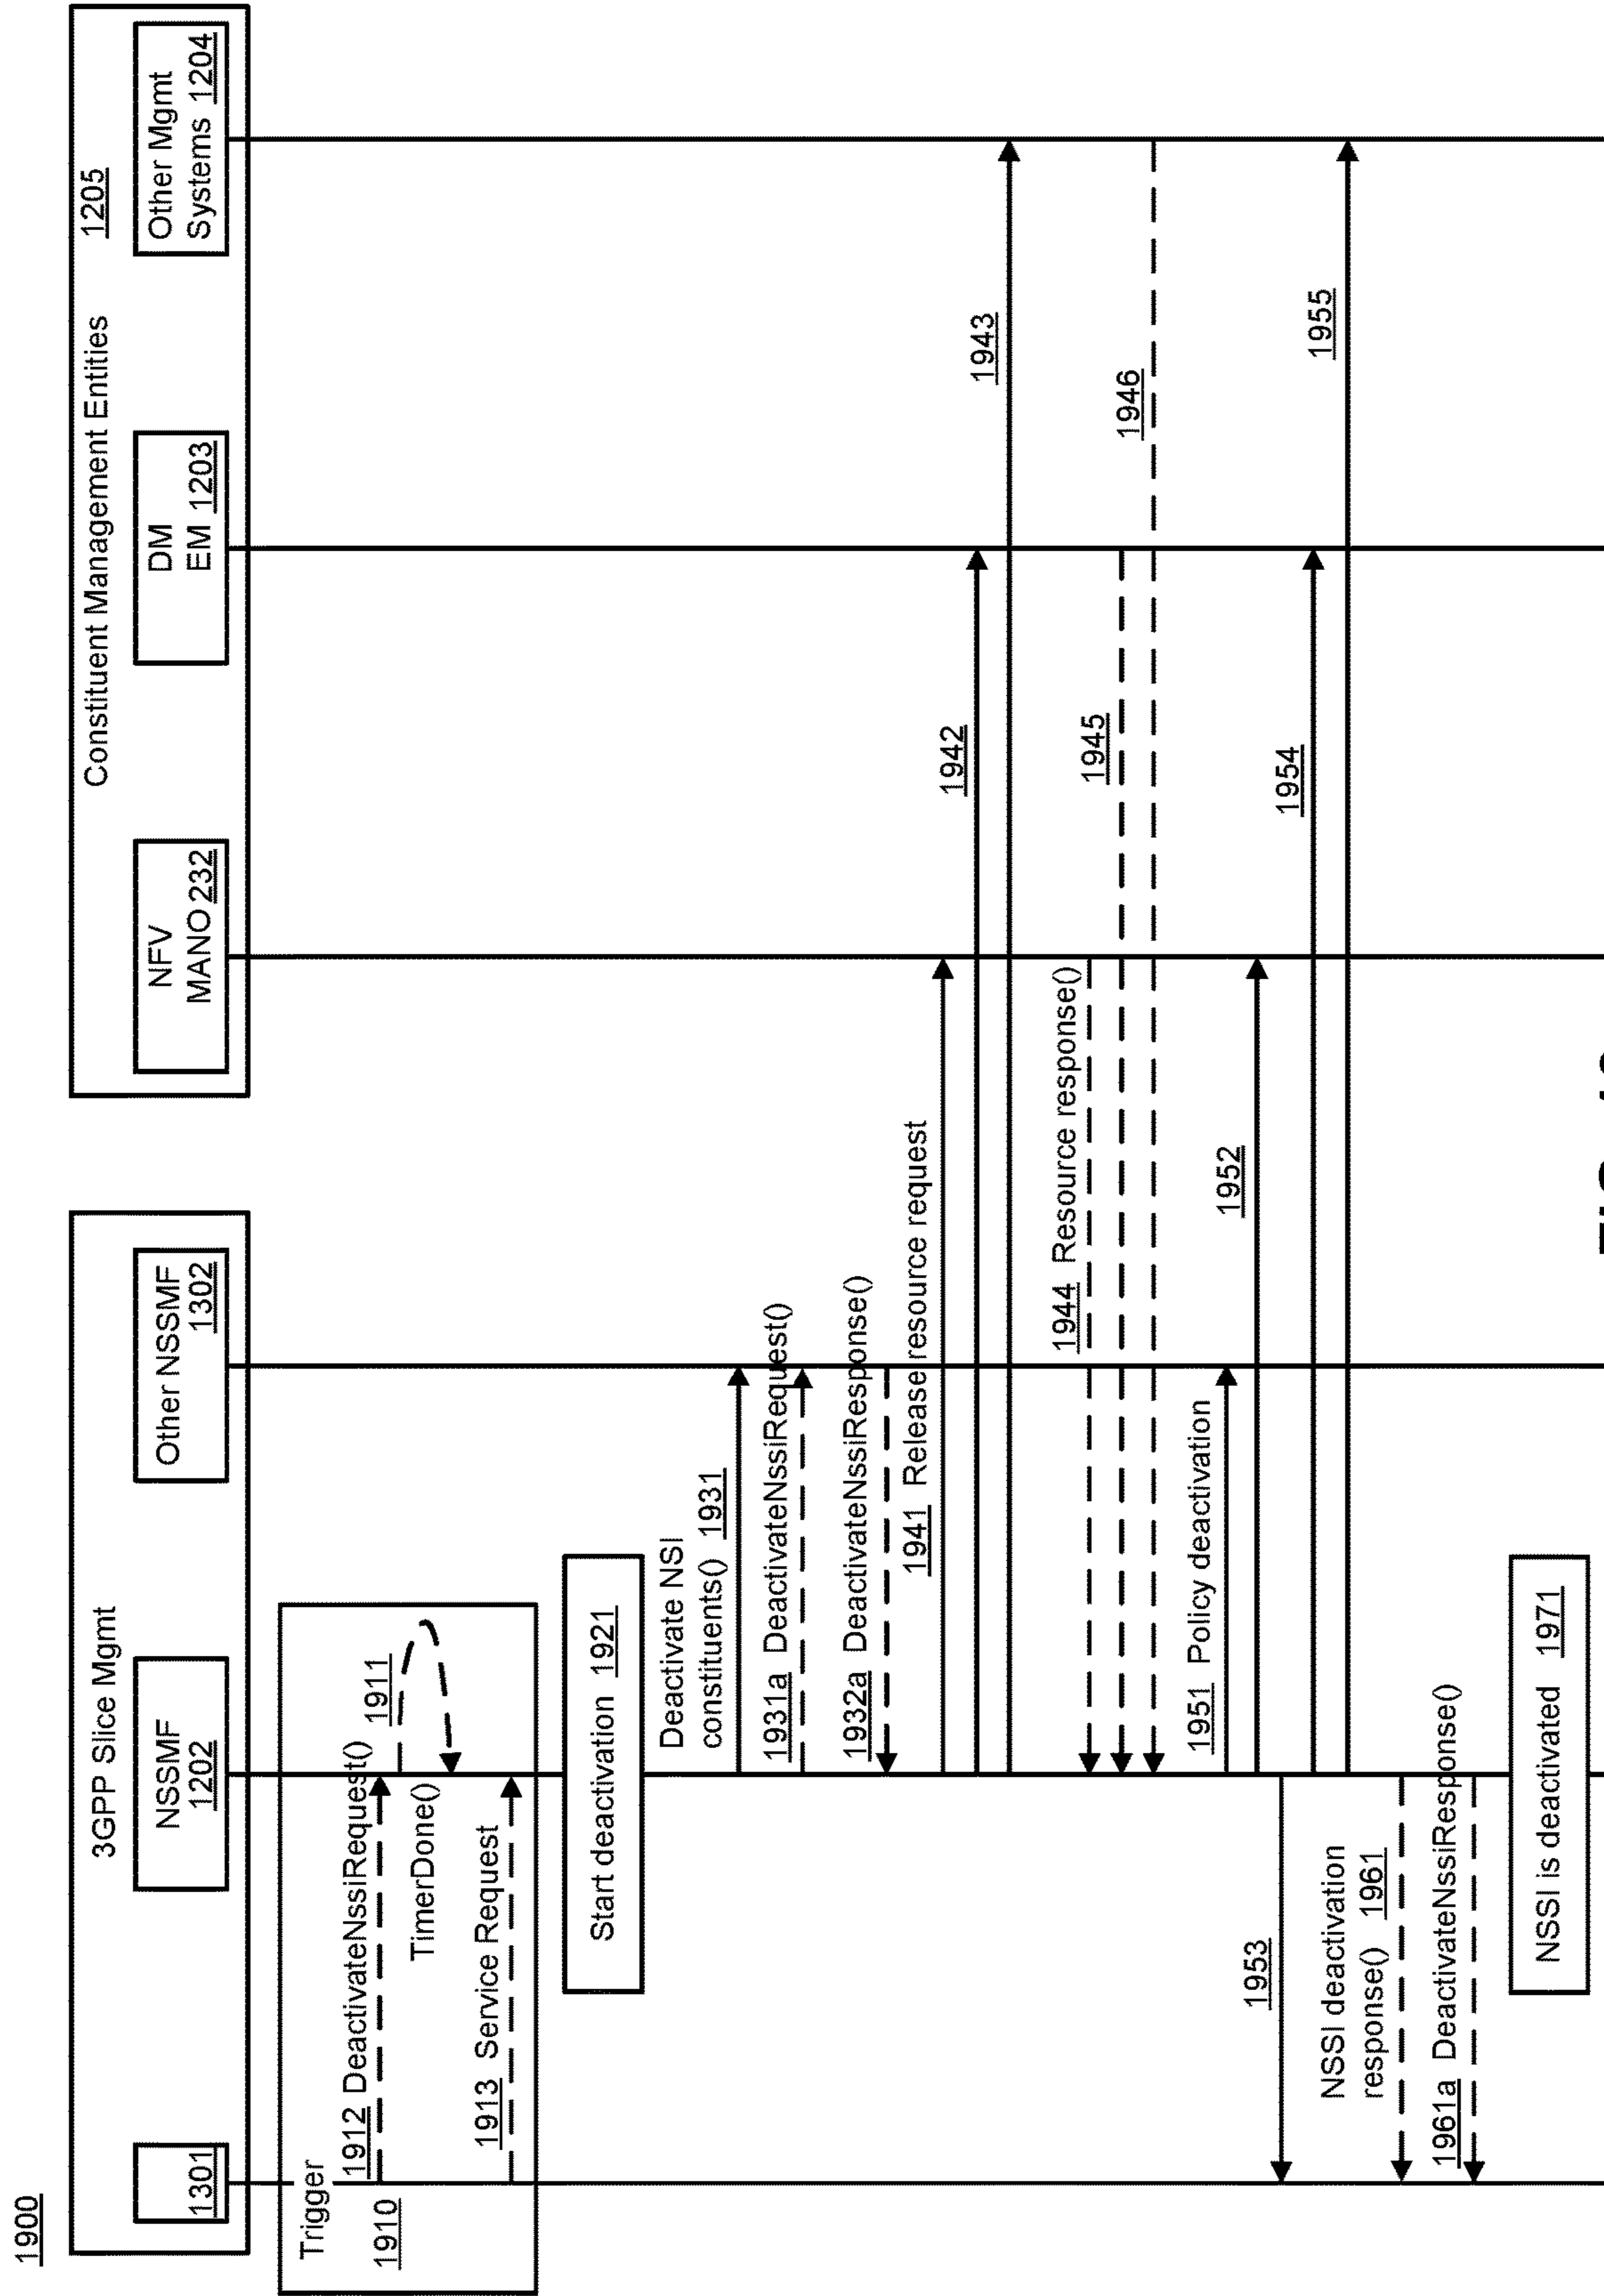 1900
3GPP Slice Mgmt
1301
NSSMF
1202
Other NSSMF
1302
Constituent Management Entities
1205
NFV
MANO 232
DM
EM 1203
Other Mgmt
Systems 1204
Trigger
1910
1912 DeactivateNssiRequest()
1911
TimerDone()
1913 Service Request
Start deactivation 1921
Deactivate NSI
constituents() 1931
1931a DeactivateNssiRequest()
1932a DeactivateNssiResponse()
1941 Release resource request
1942
1943
1944 Resource response()
1945
1946
1951 Policy deactivation
1952
1953
1954
1955
NSSI deactivation
response() 1961
1961a DeactivateNssiResponse()
NSSI is deactivated 1971